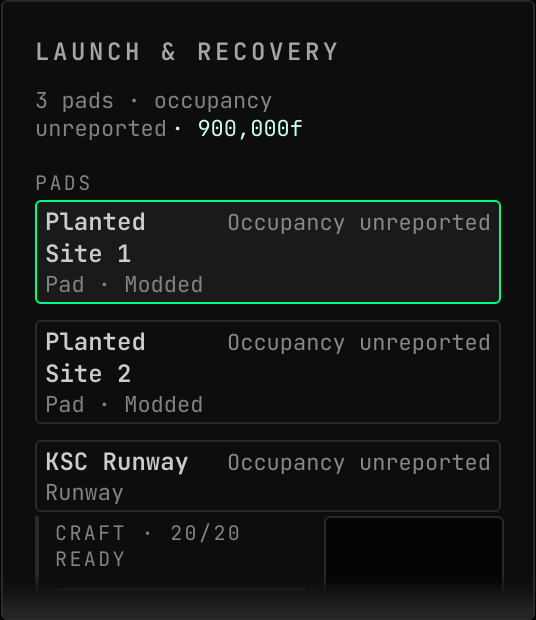 LAUNCH & RECOVERY
3 pads · occupancy
unreported · 900,000f
PADS
Planted Site 1
Occupancy unreported
Pad · Modded
Planted Site 2
Occupancy unreported
Pad · Modded
KSC Runway
Occupancy unreported
Runway
CRAFT · 20/20
READY